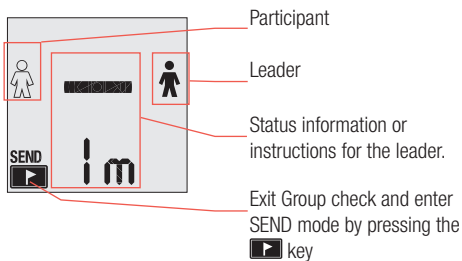 Participant
Leader
Status information or
instructions for the leader.
SEND
1m
Exit Group check and enter
SEND mode by pressing the
key